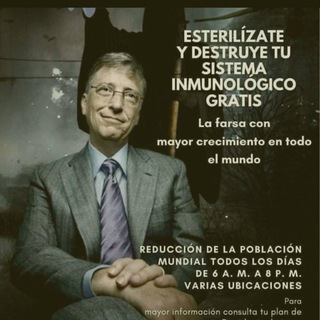 ESTERILÍZATE
Y DESTRUYE TU
SISTEMA
INMUNOLÓGICO
GRATIS
La farsa con
mayor crecimiento en todo
el mundo
REDUCCIÓN DE LA POBLACIÓN
MUNDIAL TODOS LOS DÍAS
DE 6 A. M. A 8 P. M.
VARIAS UBICACIONES
Para
mayor información consulta tu plan de